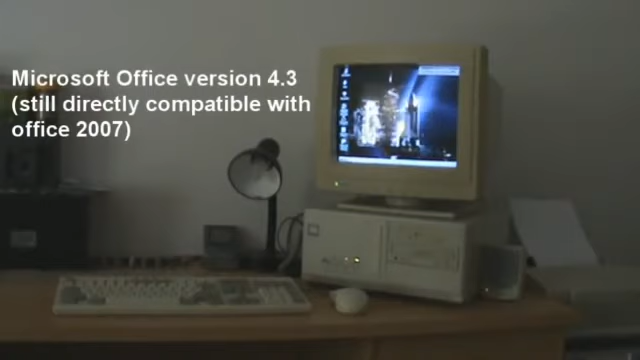 Microsoft Office version 4.3
(still directly compatible with
office 2007)